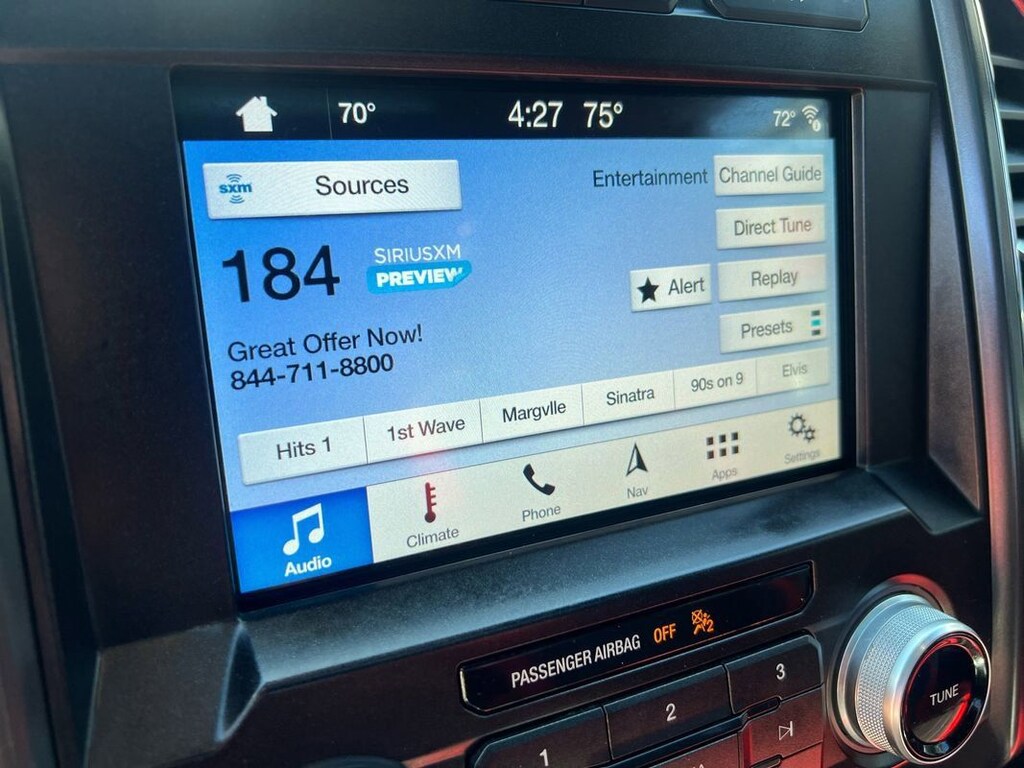 70° 4:27 75° 72°
sxm Sources
Entertainment Channel Guide
Direct Tune
184 SIRIUSXM PREVIEW
Alert Replay
Presets
Great Offer Now!
844-711-8800
Hits 1 1st Wave Margvlle Sinatra 90s on 9 Elvis
Audio Climate Phone Nav Apps Settings
PASSENGER AIRBAG OFF 2
1 2 3
TUNE